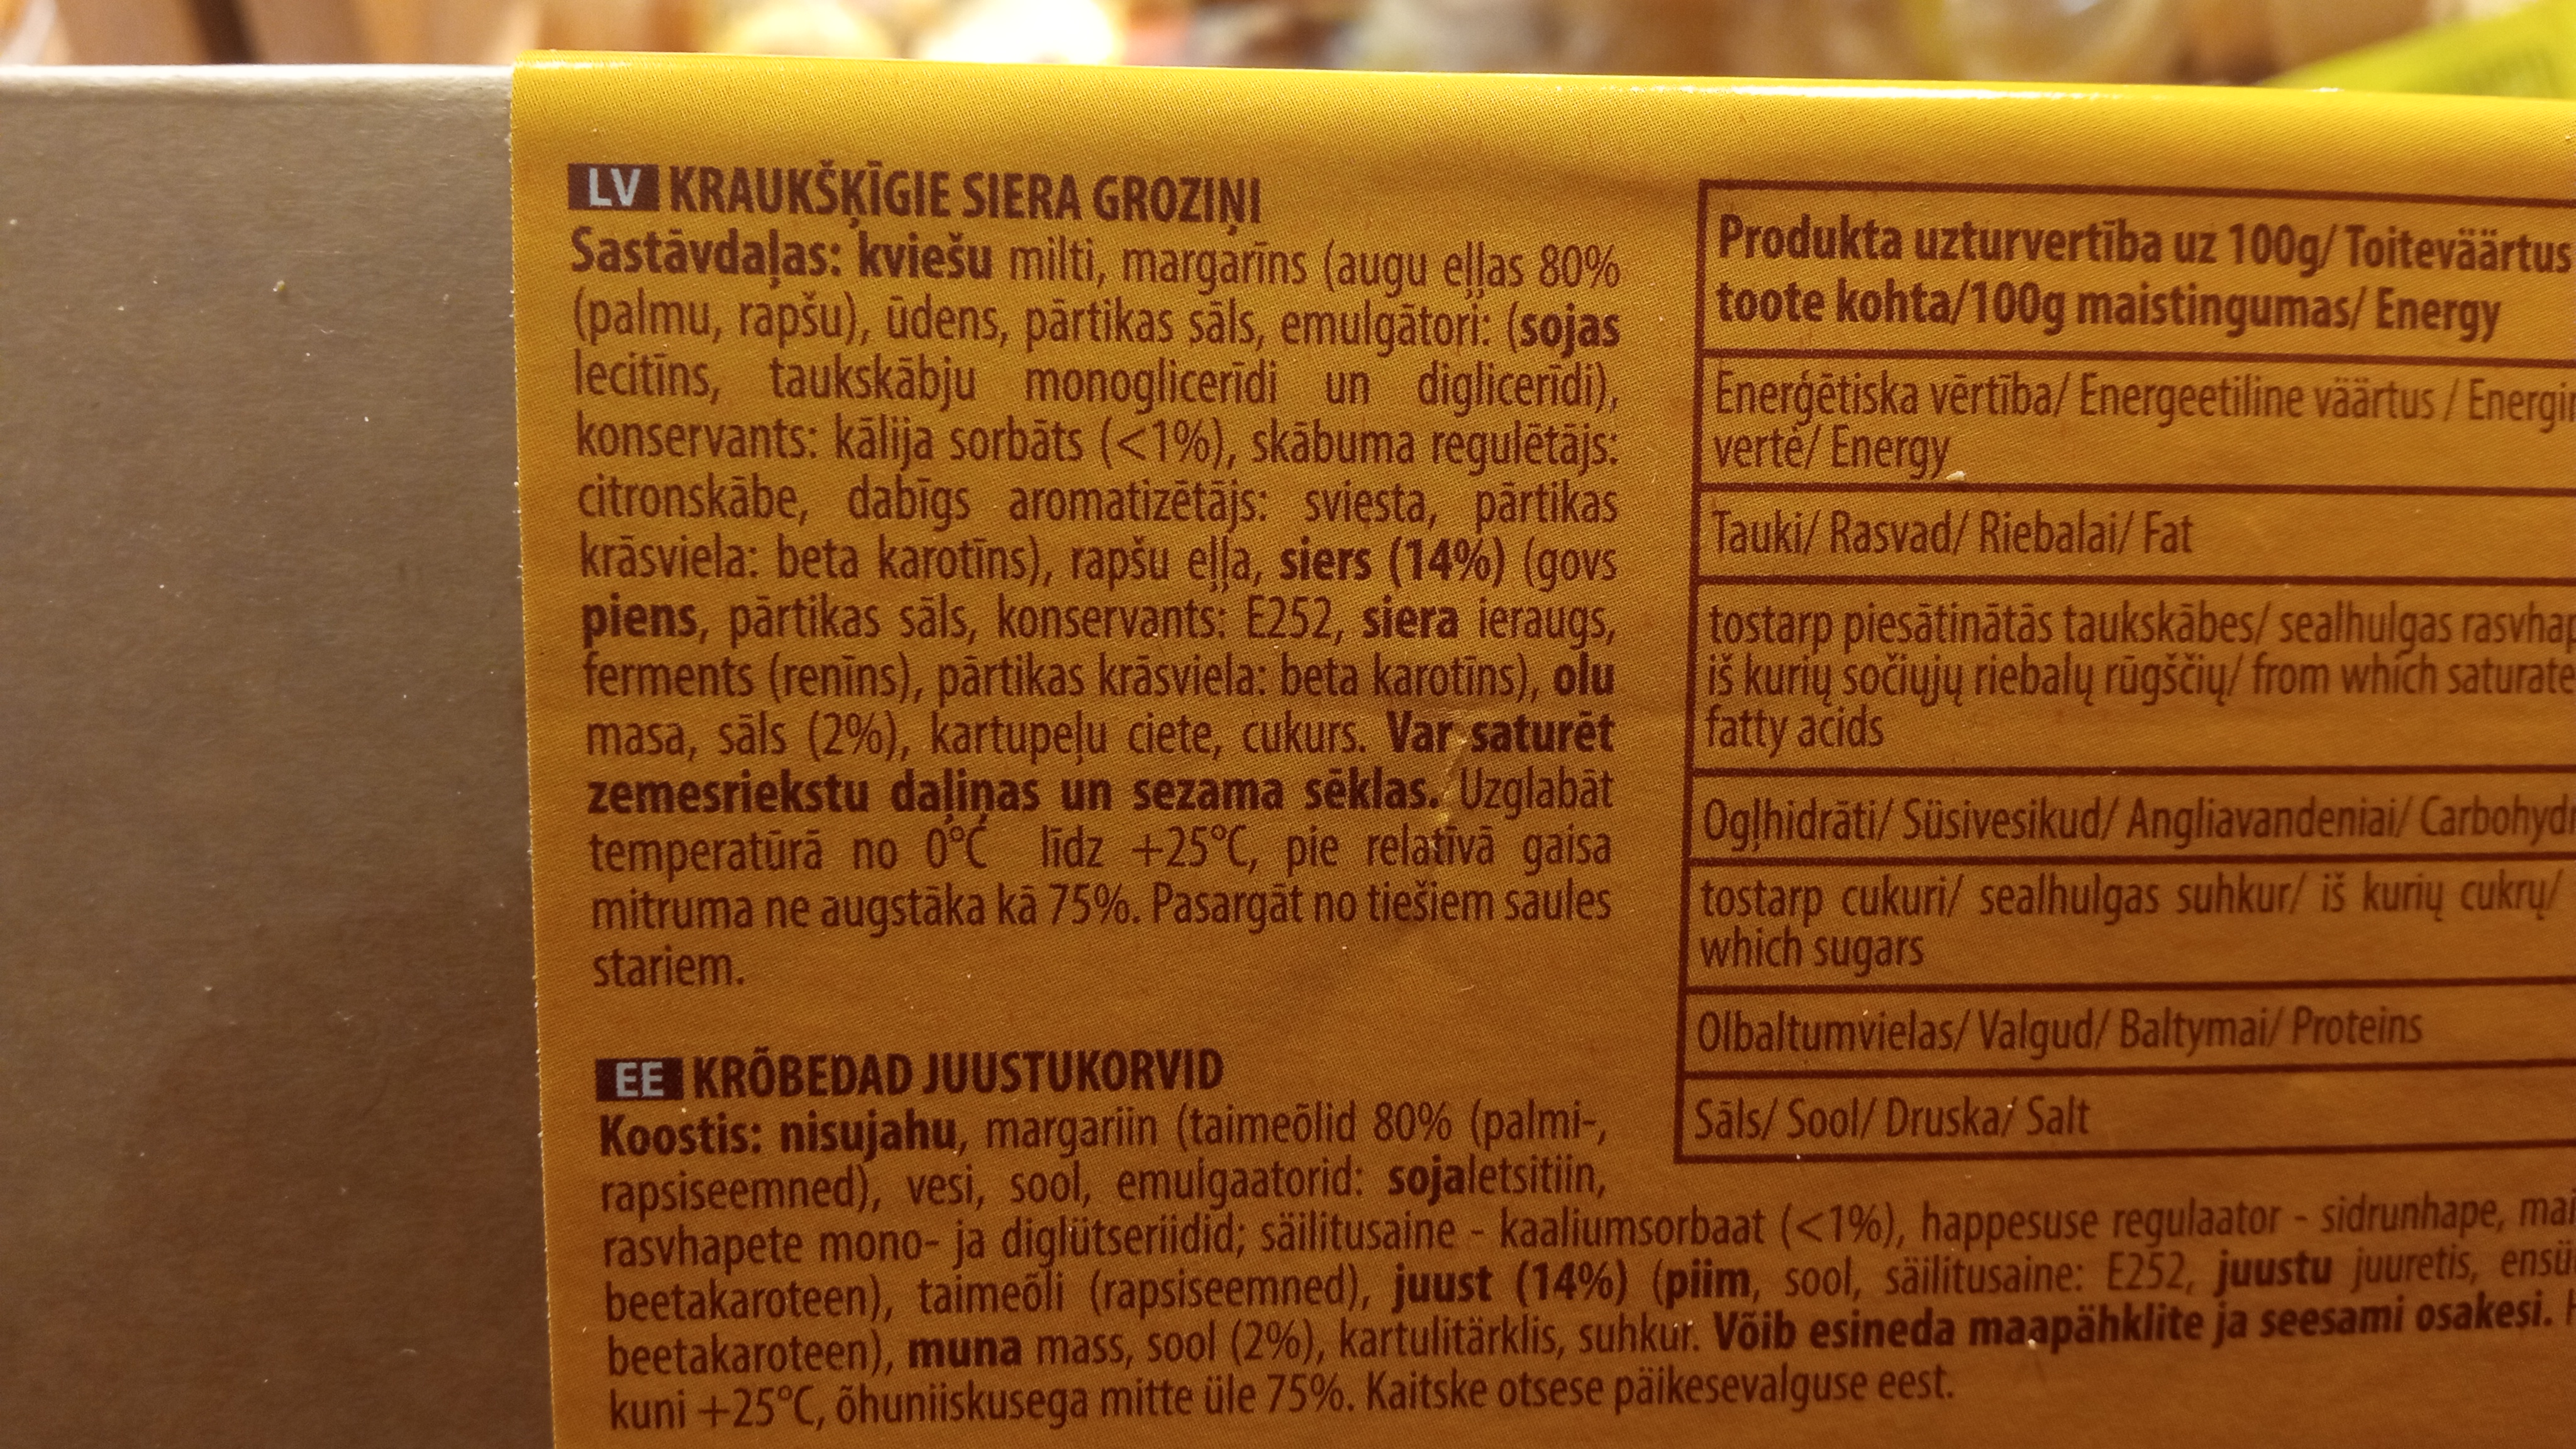 LV KRAUKŠĶĪGIE SIERA GROZIŅI
Sastāvdaļas: kviešu milti, margarīns (augu eļļas 80%
(palmu, rapšu), ūdens, pārtikas sāls, emulgātori: (sojas
lecitīns, taukskābju monoglicerīdi un diglicerīdi),
konservants: kālija sorbāts (<1%), skābuma regulētājs:
citronskābe, dabīgs aromatizētājs: sviesta, pārtikas
krāsviela: beta karotīns), rapšu eļļa, siers (14%) (govs
piens, pārtikas sāls, konservants: E252, siera ieraugs,
ferments (renīns), pārtikas krāsviela: beta karotīns), olu
masa, sāls (2%), kartupeļu ciete, cukurs. Var saturēt
zemesriekstu daļiņas un sezama sēklas. Uzglabāt
temperatūrā no 0°C līdz +25°C, pie relatīvā gaisa
mitruma ne augstāka kā 75%. Pasargāt no tiešiem saules
stariem.
EE KRÕBEDAD JUUSTUKORVID
Koostis: nisujahu, margariin (taimeõlid 80% (palmi-,
rapsiseemned), vesi, sool, emulgaatorid: sojaletsitiin,
rasvhapete mono- ja diglütseriidid; säilitusaine - kaaliumsorbaat (<1%), happesuse regulaator - sidrunhape, mai
beetakaroteen), taimeõli (rapsiseemned), juust (14%) (piim, sool, säilitusaine: E252, juustu juuretis, ensü
beetakaroteen), muna mass, sool (2%), kartulitärklis, suhkur. Võib esineda maapähklite ja seesami osakesi.
kuni +25°C, õhuniiskusega mitte üle 75%. Kaitske otsese päikesevalguse eest.
Produkta uzturvertība uz 100g/ Toiteväärtus
toote kohta/100g maistingumas/ Energy
Enerģētiska vērtība/ Energeetiline väärtus / Energi
vertė/ Energy
Tauki/ Rasvad/ Riebalai/ Fat
tostarp piesātinātās taukskābes/ sealhulgas rasvhap
iš kurių sočiųjų riebalų rūgščių/ from which saturate
fatty acids
Ogļhidrāti/ Süsivesikud/ Angliavandeniai/ Carbohyd
tostarp cukuri/ sealhulgas suhkur/ iš kurių cukrų/
which sugars
Olbaltumvielas/ Valgud/ Baltymai/ Proteins
Sāls/ Sool/ Druska/ Salt